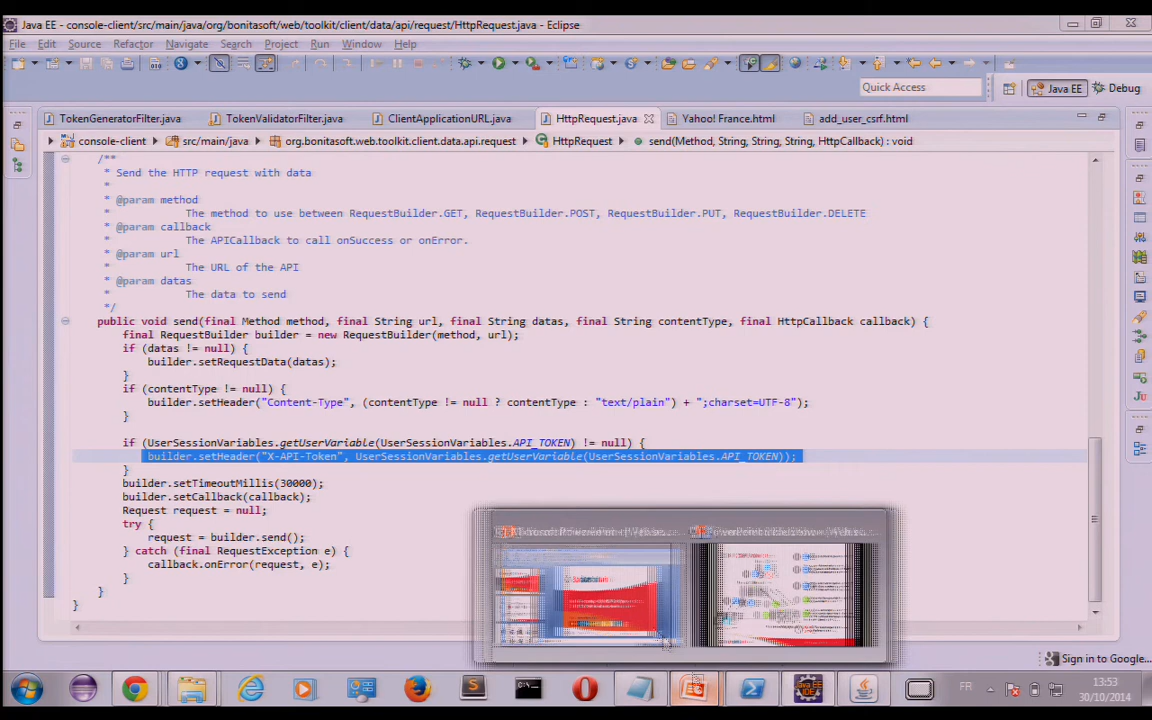 Java EE - console-client/src/main/java/org/bonitasoft/web/toolkit/client/data/api/request/HttpRequest.java - Eclipse
File Edit Source Refactor Navigate Search Project Run Window Help
Quick Access
Java EE
Debug
TokenGeneratorFilter.java
TokenValidatorFilter.java
ClientApplicationURL.java
HttpRequest.java
Yahoo! France.html
add_user_csrf.html
console-client
src/main/java
org.bonitasoft.web.toolkit.client.data.api.request
HttpRequest
send(Method, String, String, String, HttpCallback) : void
/**
* Send the HTTP request with data
*
* @param method
* The method to use between RequestBuilder.GET, RequestBuilder.POST, RequestBuilder.PUT, RequestBuilder.DELETE
* @param callback
* The APICallback to call onSuccess or onError.
* @param url
* The URL of the API
* @param datas
* The data to send
*/
public void send(final Method method, final String url, final String datas, final String contentType, final HttpCallback callback) {
final RequestBuilder builder = new RequestBuilder(method, url);
if (datas != null) {
builder.setRequestData(datas);
}
if (contentType != null) {
builder.setHeader("Content-Type", (contentType != null ? contentType : "text/plain") + ";charset=UTF-8");
}
if (UserSessionVariables.getUserVariable(UserSessionVariables.API_TOKEN) != null) {
builder.setHeader("X-API-Token", UserSessionVariables.getUserVariable(UserSessionVariables.API_TOKEN));
}
builder.setTimeoutMillis(30000);
builder.setCallback(callback);
Request request = null;
try {
request = builder.send();
} catch (final RequestException e) {
callback.onError(request, e);
}
}
}
Sign in to Google...
FR
13:53
30/10/2014